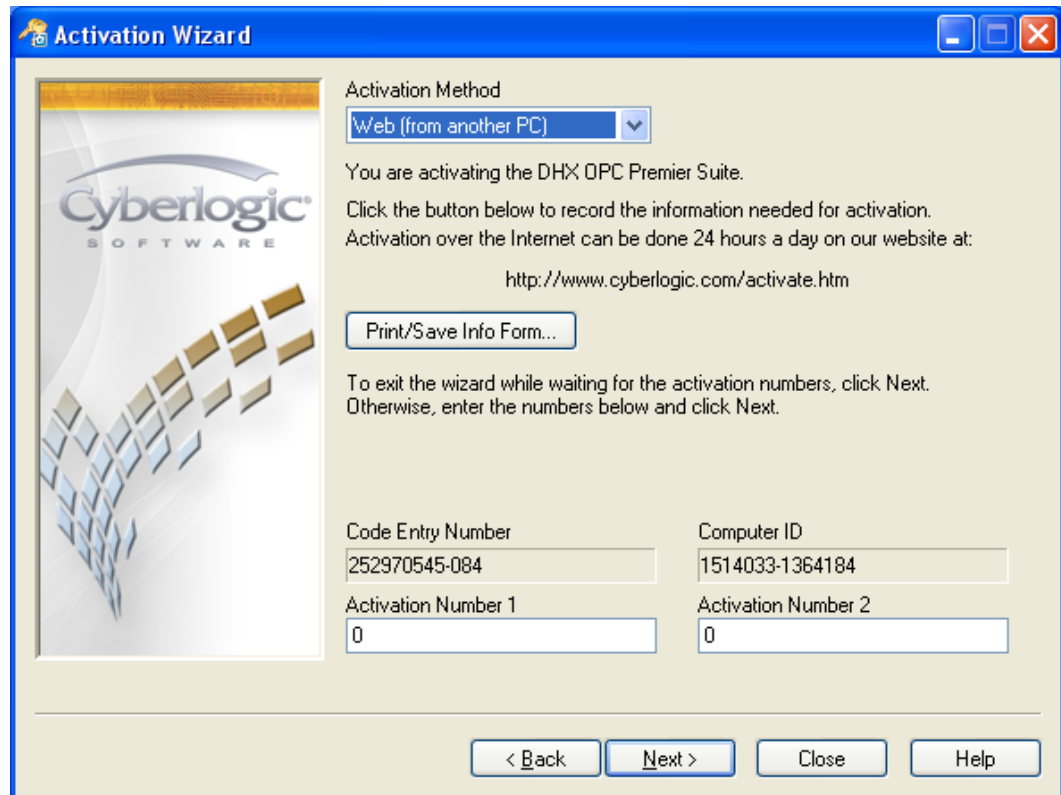 Activation Wizard
Cyberlogic®
SOFTWARE
Activation Method
Web (from another PC)
You are activating the DHX OPC Premier Suite.
Click the button below to record the information needed for activation.
Activation over the Internet can be done 24 hours a day on our website at:
http://www.cyberlogic.com/activate.htm
Print/Save Info Form...
To exit the wizard while waiting for the activation numbers, click Next.
Otherwise, enter the numbers below and click Next.
Code Entry Number Computer ID
252970545-084 1514033-1364184
Activation Number 1 Activation Number 2
0 0
< Back Next > Close Help